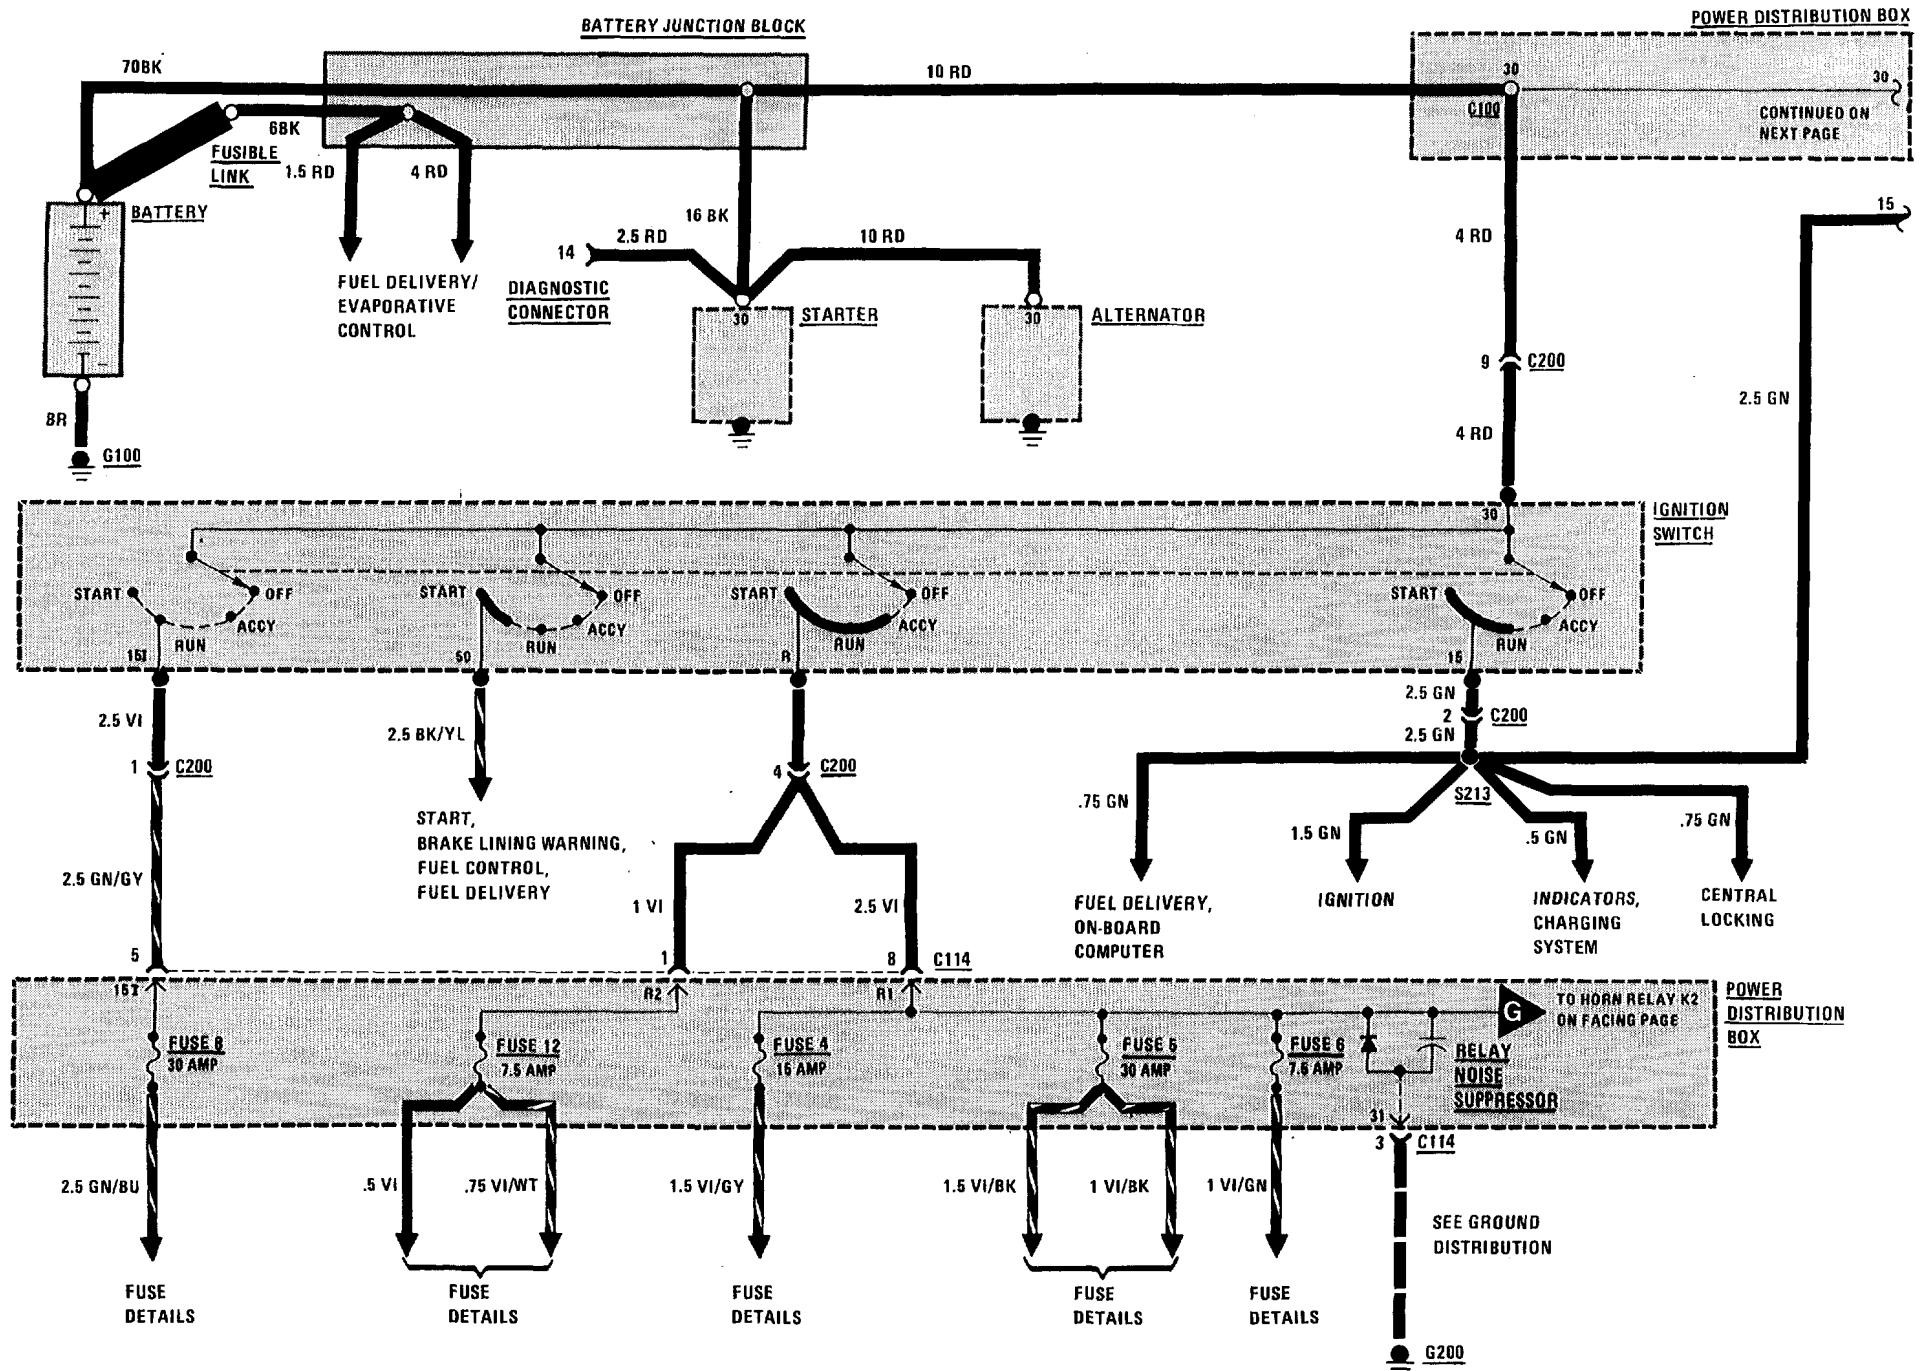 BATTERY JUNCTION BLOCK
POWER DISTRIBUTION BOX
70BK
10 RD
30
30
C100
CONTINUED ON
NEXT PAGE
6BK
FUSIBLE
LINK
1.5 RD
4 RD
BATTERY
+
-
16 BK
15
14
2.5 RD
10 RD
4 RD
FUEL DELIVERY/
EVAPORATIVE
CONTROL
DIAGNOSTIC
CONNECTOR
30
STARTER
30
ALTERNATOR
9
C200
2.5 GN
BR
G100
4 RD
30
IGNITION
SWITCH
START
OFF
ACCY
RUN
15I
START
OFF
ACCY
RUN
50
START
OFF
ACCY
RUN
R
START
OFF
ACCY
RUN
15
2.5 VI
1
C200
2.5 BK/YL
4
C200
2.5 GN
2
C200
2.5 GN
S213
.75 GN
1.5 GN
.5 GN
.75 GN
START,
BRAKE LINING WARNING,
FUEL CONTROL,
FUEL DELIVERY
2.5 GN/GY
1 VI
2.5 VI
FUEL DELIVERY,
ON-BOARD
COMPUTER
IGNITION
INDICATORS,
CHARGING
SYSTEM
CENTRAL
LOCKING
5
1
8
C114
15I
R2
R1
G
TO HORN RELAY K2
ON FACING PAGE
POWER
DISTRIBUTION
BOX
FUSE 8
30 AMP
FUSE 12
7.5 AMP
FUSE 4
15 AMP
FUSE 5
30 AMP
FUSE 6
7.5 AMP
RELAY
NOISE
SUPPRESSOR
31
3
C114
2.5 GN/BU
.5 VI
.75 VI/WT
1.5 VI/GY
1.5 VI/BK
1 VI/BK
1 VI/GN
SEE GROUND
DISTRIBUTION
FUSE
DETAILS
FUSE
DETAILS
FUSE
DETAILS
FUSE
DETAILS
FUSE
DETAILS
G200